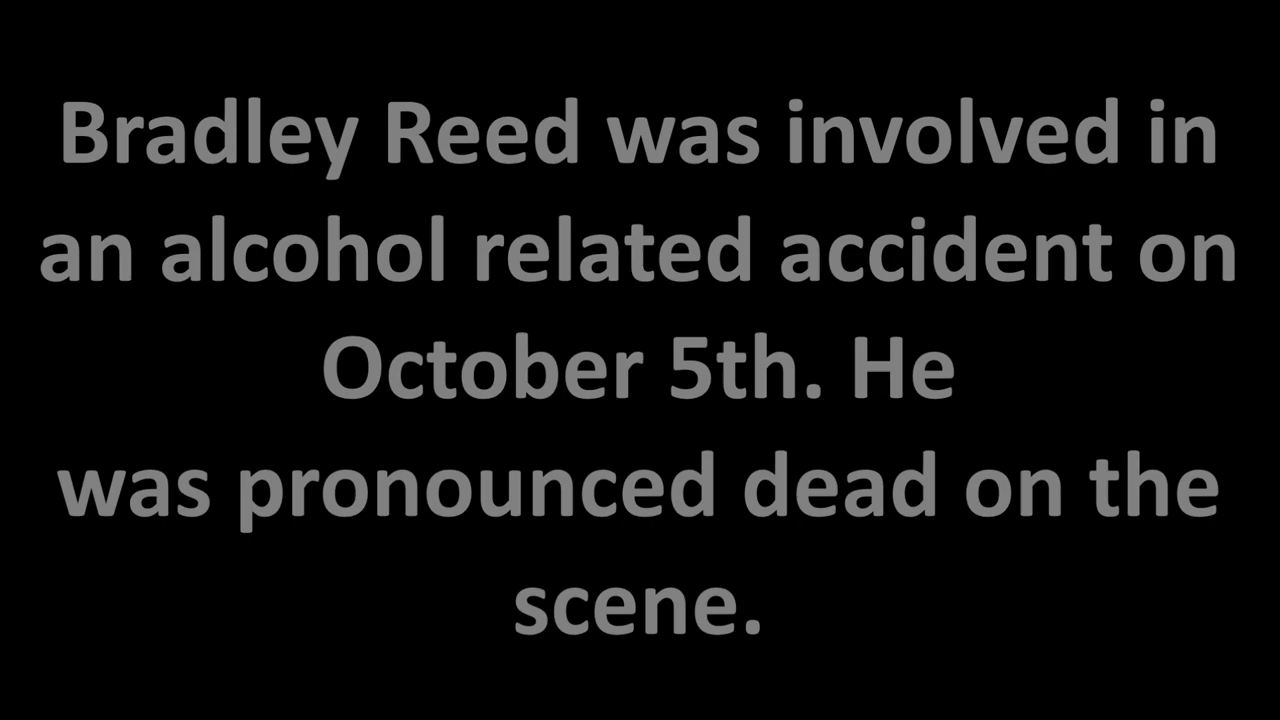 Bradley Reed was involved in
an alcohol related accident on
October 5th. He
was pronounced dead on the
scene.